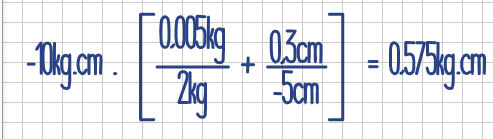 -10kg.cm . [ 0.005kg / 2kg + 0.3cm / -5cm ] = 0.575kg.cm